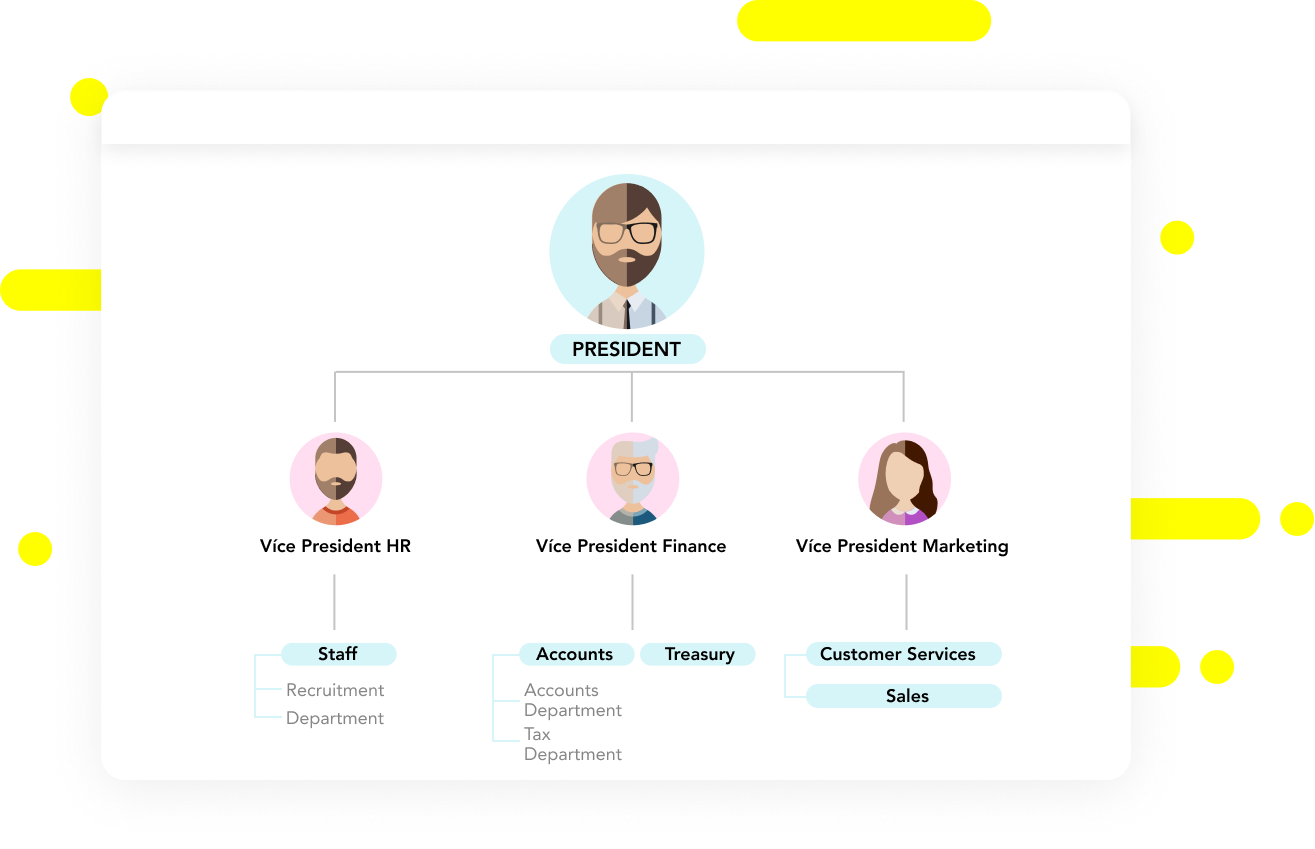 PRESIDENT
Více President HR
Více President Finance
Více President Marketing
Staff
Accounts
Treasury
Customer Services
Recruitment
Accounts
Department
Sales
Department
Tax
Department